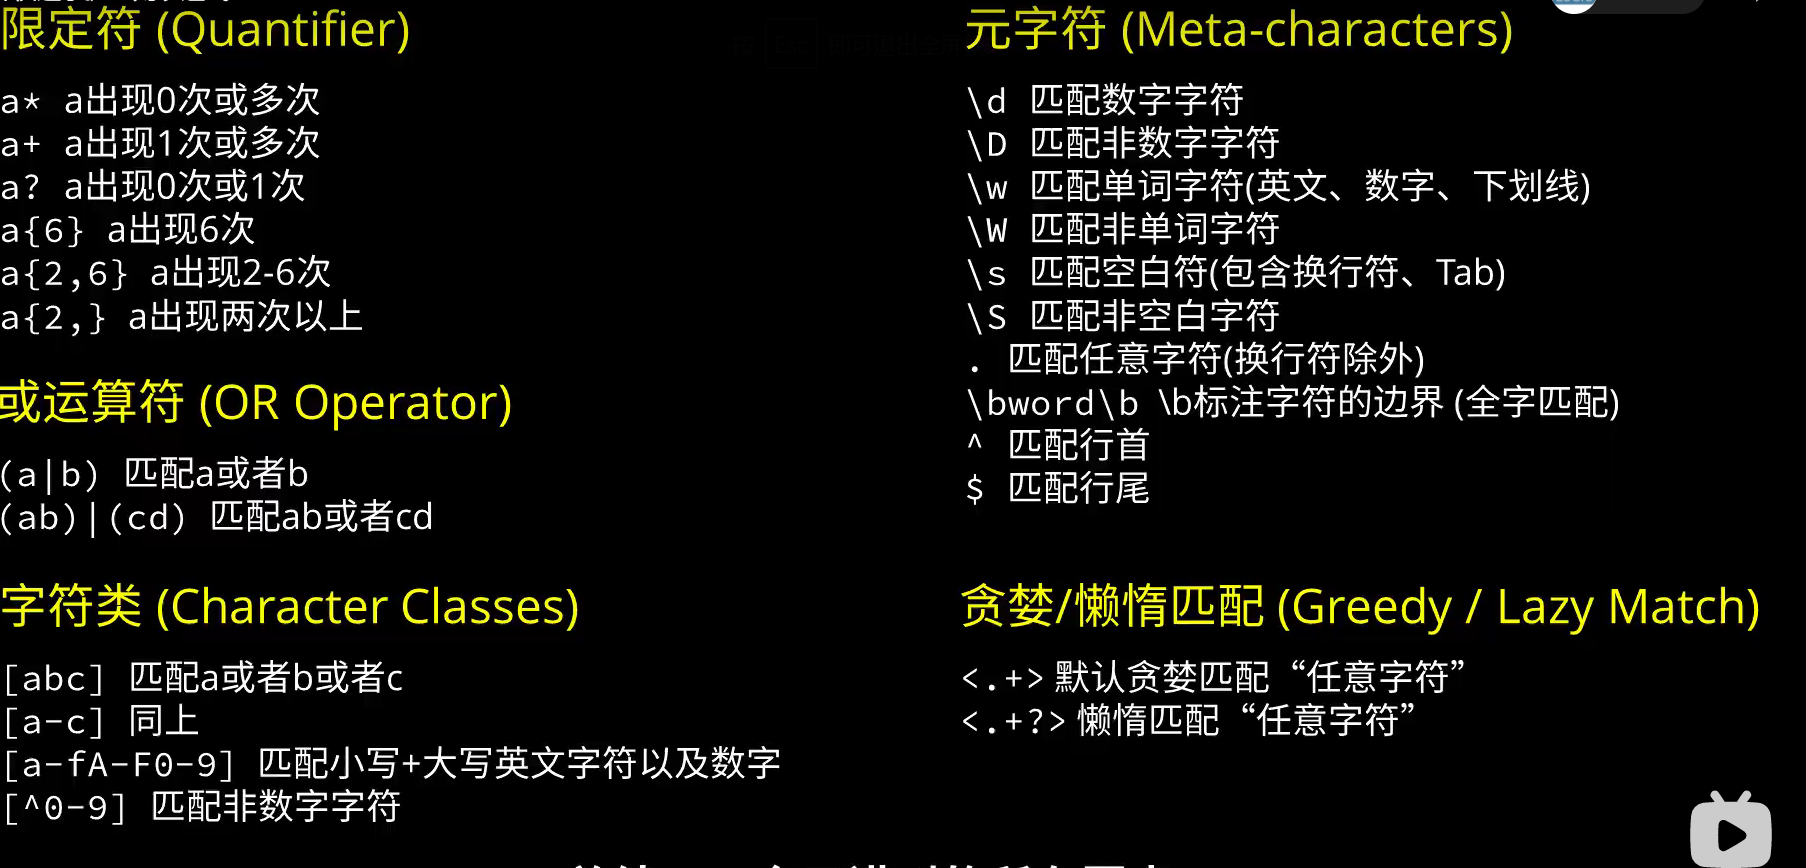 限定符 (Quantifier)
a* a出现0次或多次
a+ a出现1次或多次
a? a出现0次或1次
a{6} a出现6次
a{2,6} a出现2-6次
a{2,} a出现两次以上
或运算符 (OR Operator)
(a|b) 匹配a或者b
(ab)|(cd) 匹配ab或者cd
字符类 (Character Classes)
[abc] 匹配a或者b或者c
[a-c] 同上
[a-fA-F0-9] 匹配小写+大写英文字符以及数字
[^0-9] 匹配非数字字符
元字符 (Meta-characters)
\d 匹配数字字符
\D 匹配非数字字符
\w 匹配单词字符(英文、数字、下划线)
\W 匹配非单词字符
\s 匹配空白符(包含换行符、Tab)
\S 匹配非空白字符
. 匹配任意字符(换行符除外)
\bword\b \b标注字符的边界 (全字匹配)
^ 匹配行首
$ 匹配行尾
贪婪/懒惰匹配 (Greedy / Lazy Match)
<.+> 默认贪婪匹配“任意字符”
<.+?> 懒惰匹配“任意字符”